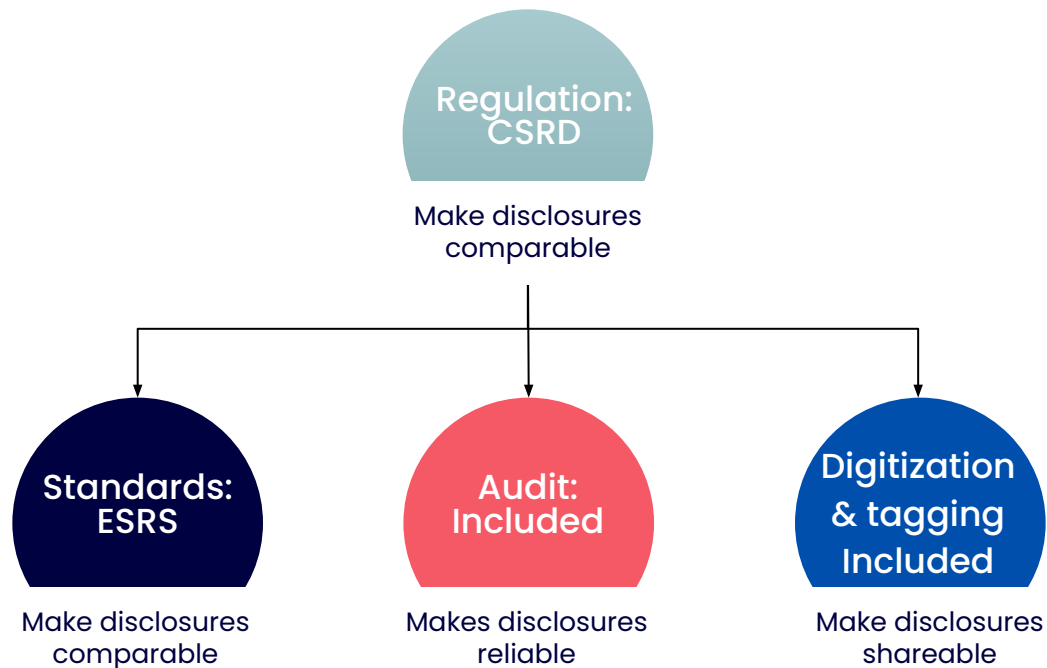 Regulation:
CSRD
Make disclosures
comparable
Standards:
ESRS
Make disclosures
comparable
Audit:
Included
Makes disclosures
reliable
Digitization
& tagging
Included
Make disclosures
shareable